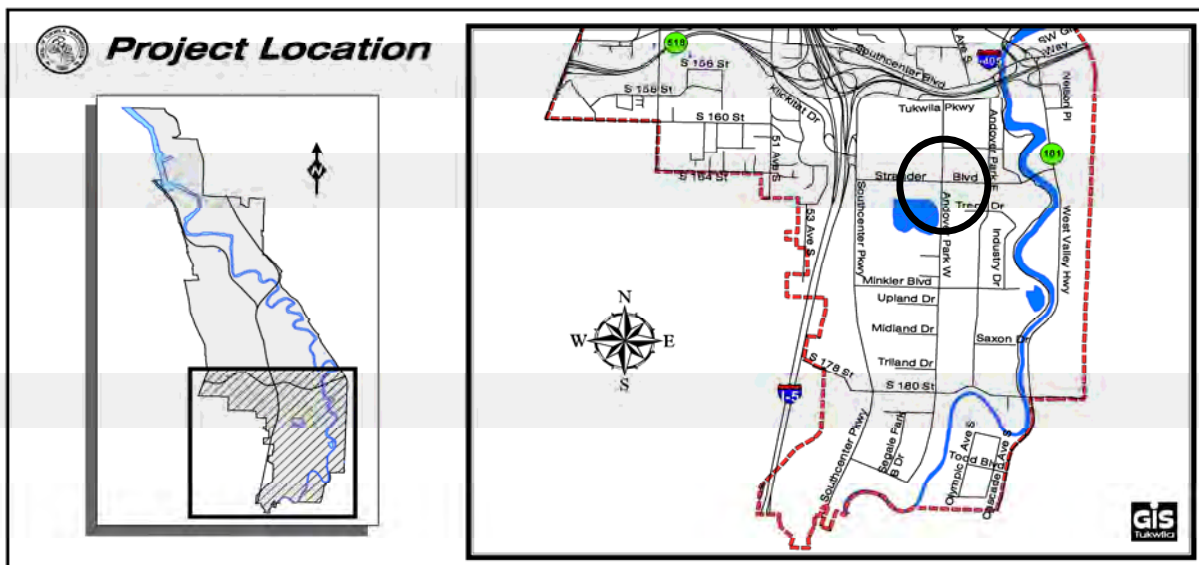 Project Location
N
518
S 156 St
S 158 St
Klickitat Dr
Southcenter Blvd
Ave S
I-405
SW Gr
Way
Nelson Pl
Tukwila Pkwy
S 160 St
51 Ave S
Andover Park E
101
S 164 St
Strander Blvd
Southcenter Pkwy
53 Ave S
Andover Park W
Treck Dr
Industry Dr
West Valley Hwy
Minkler Blvd
Upland Dr
Midland Dr
Saxon Dr
Triland Dr
S 178 St
S 180 St
N
W
E
S
I-5
Southcenter Pkwy
Segale Park
B Dr
Olympic Ave S
Todd Blvd
Cascade Ave S
GIS
Tukwila